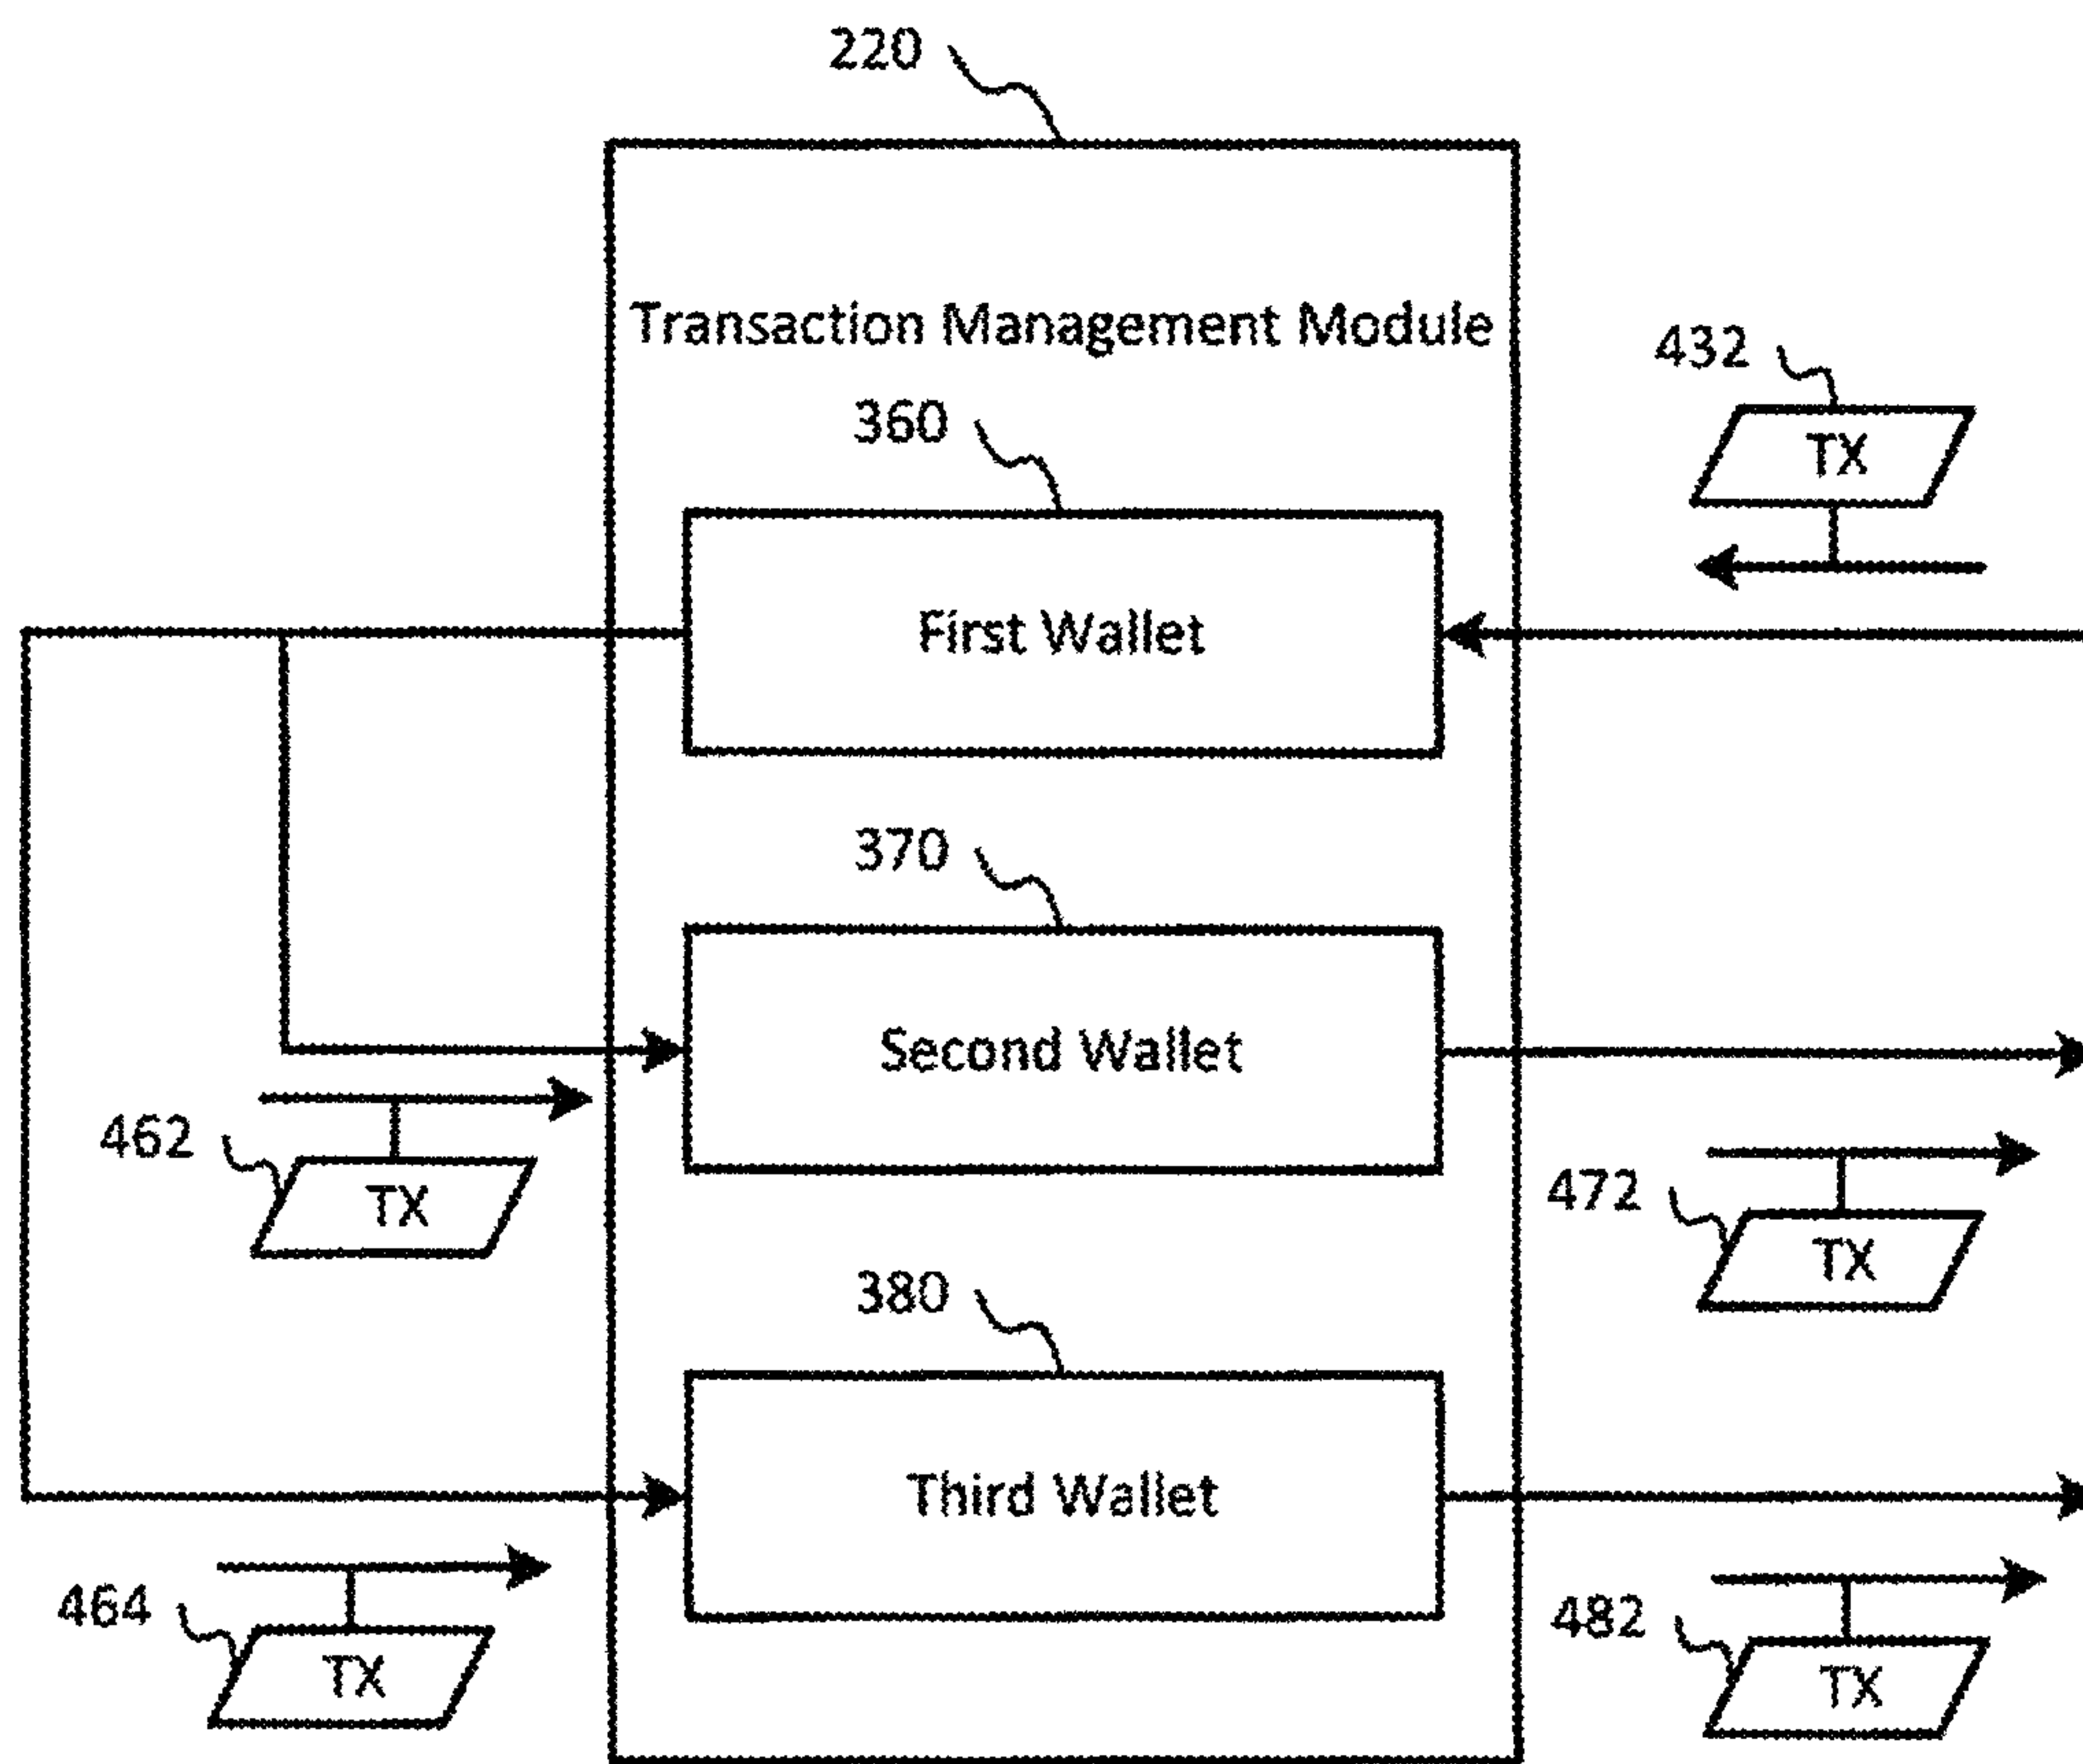 220
Transaction Management Module
432
TX
360
First Wallet
370
Second Wallet
462
TX
472
TX
380
Third Wallet
464
TX
482
TX